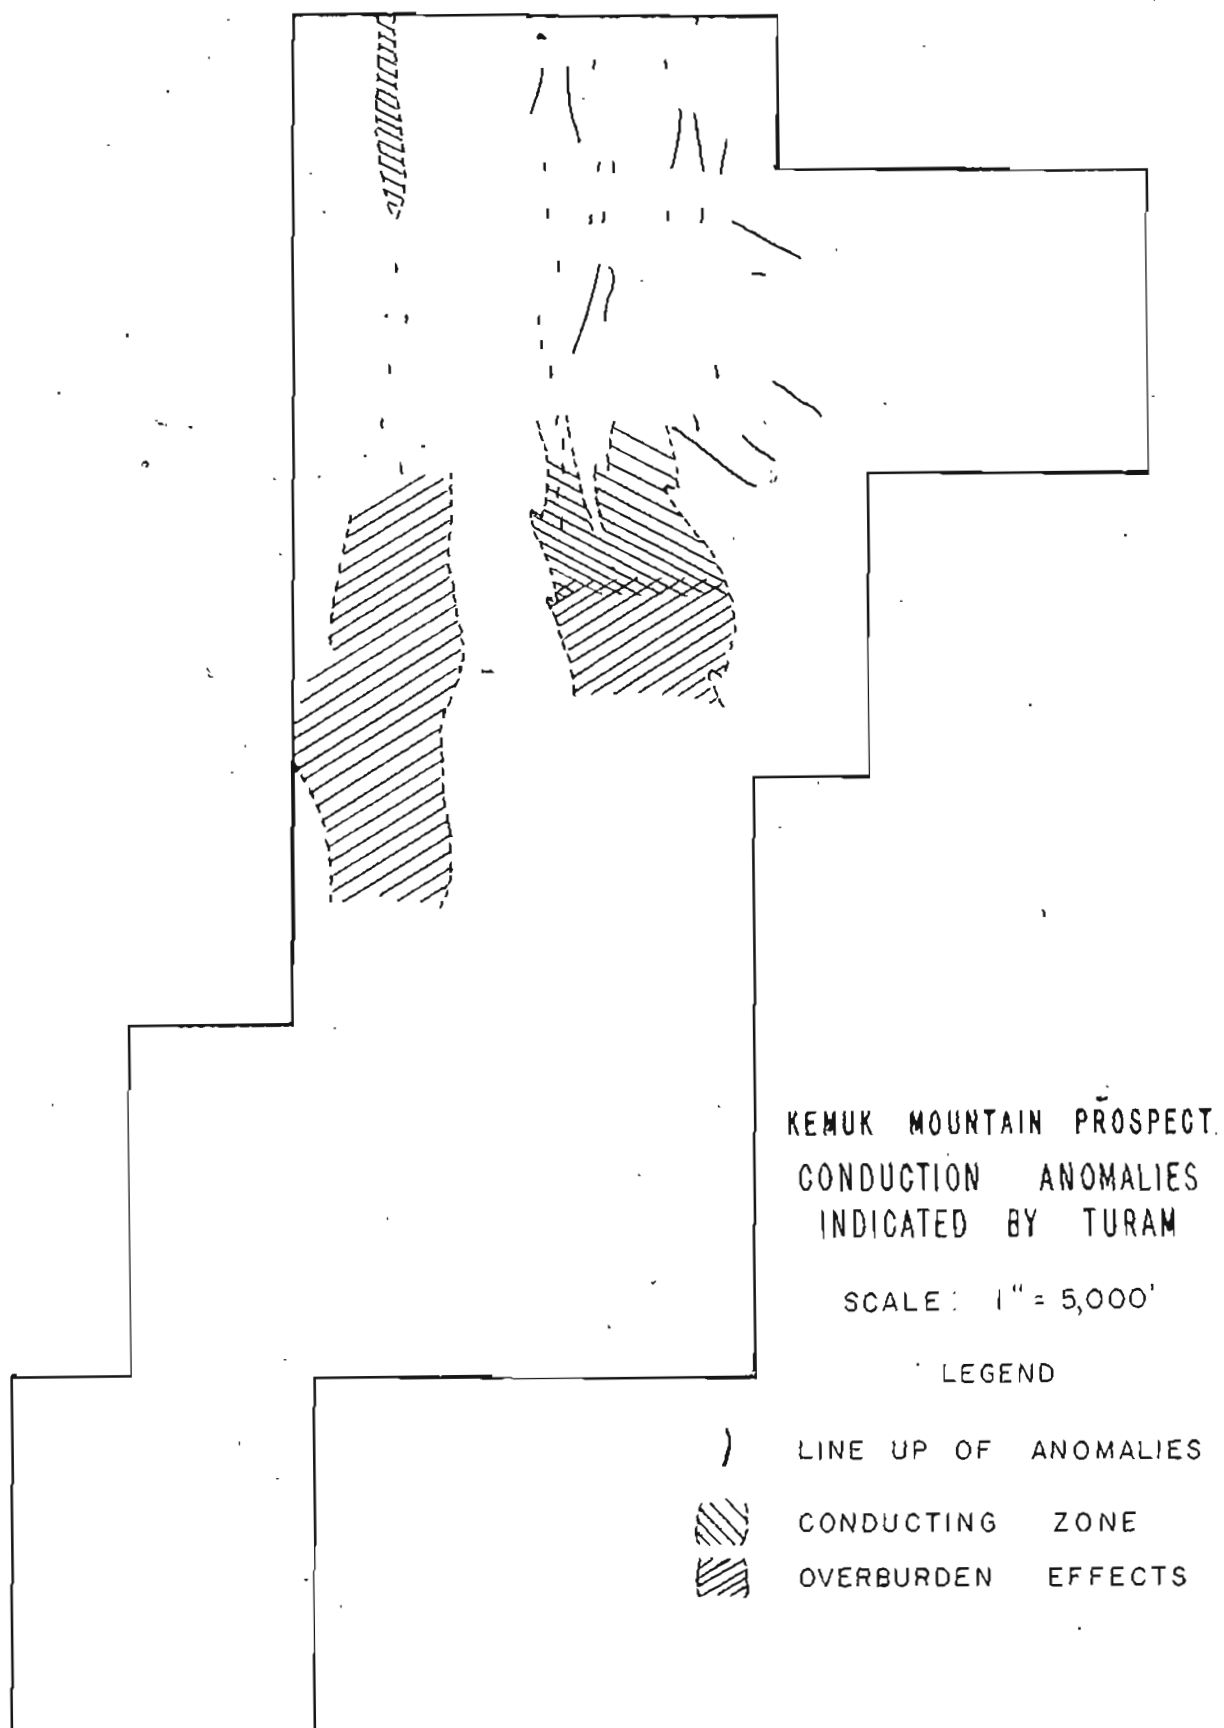 KEMUK MOUNTAIN PROSPECT
CONDUCTION ANOMALIES
INDICATED BY TURAM
SCALE: 1" = 5,000'
LEGEND
LINE UP OF ANOMALIES
CONDUCTING ZONE
OVERBURDEN EFFECTS